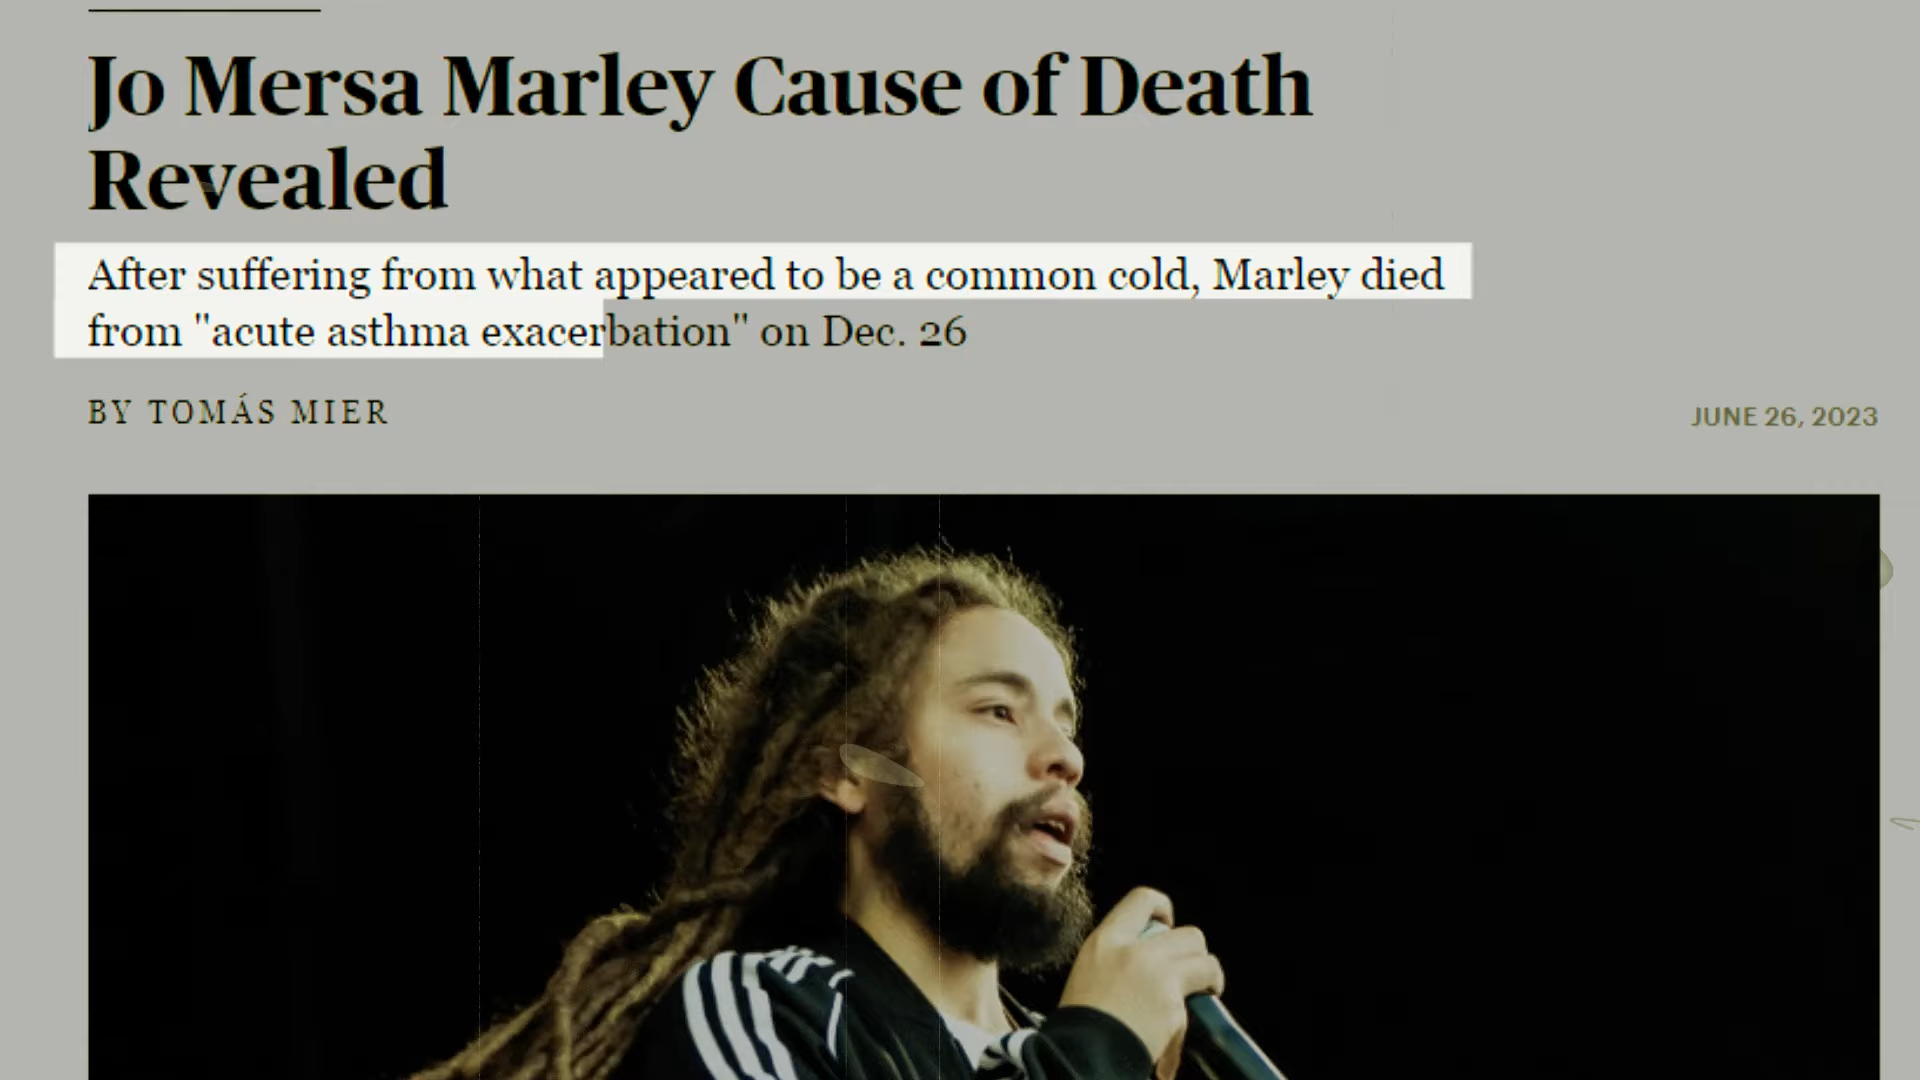 Jo Mersa Marley Cause of Death
Revealed
After suffering from what appeared to be a common cold, Marley died
from "acute asthma exacerbation" on Dec. 26
BY TOMÁS MIER
JUNE 26, 2023